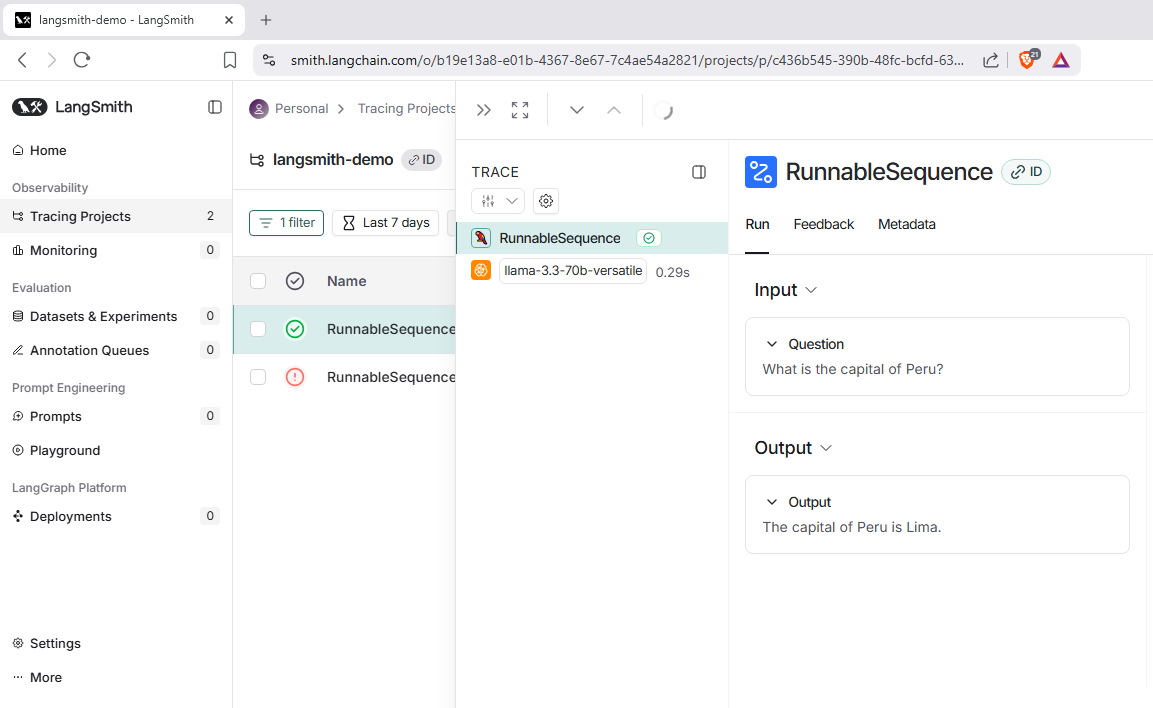 langsmith-demo - LangSmith
smith.langchain.com/o/b19e13a8-e01b-4367-8e67-7c4ae54a2821/projects/p/c436b545-390b-48fc-bcfd-63...
21
LangSmith
Home
Observability
Tracing Projects 2
Monitoring 0
Evaluation
Datasets & Experiments 0
Annotation Queues 0
Prompt Engineering
Prompts 0
Playground
LangGraph Platform
Deployments 0
Settings
More
Personal Tracing Projects
langsmith-demo ID
1 filter Last 7 days
Name
RunnableSequence
RunnableSequence
TRACE
RunnableSequence
llama-3.3-70b-versatile 0.29s
RunnableSequence ID
Run Feedback Metadata
Input
Question
What is the capital of Peru?
Output
Output
The capital of Peru is Lima.